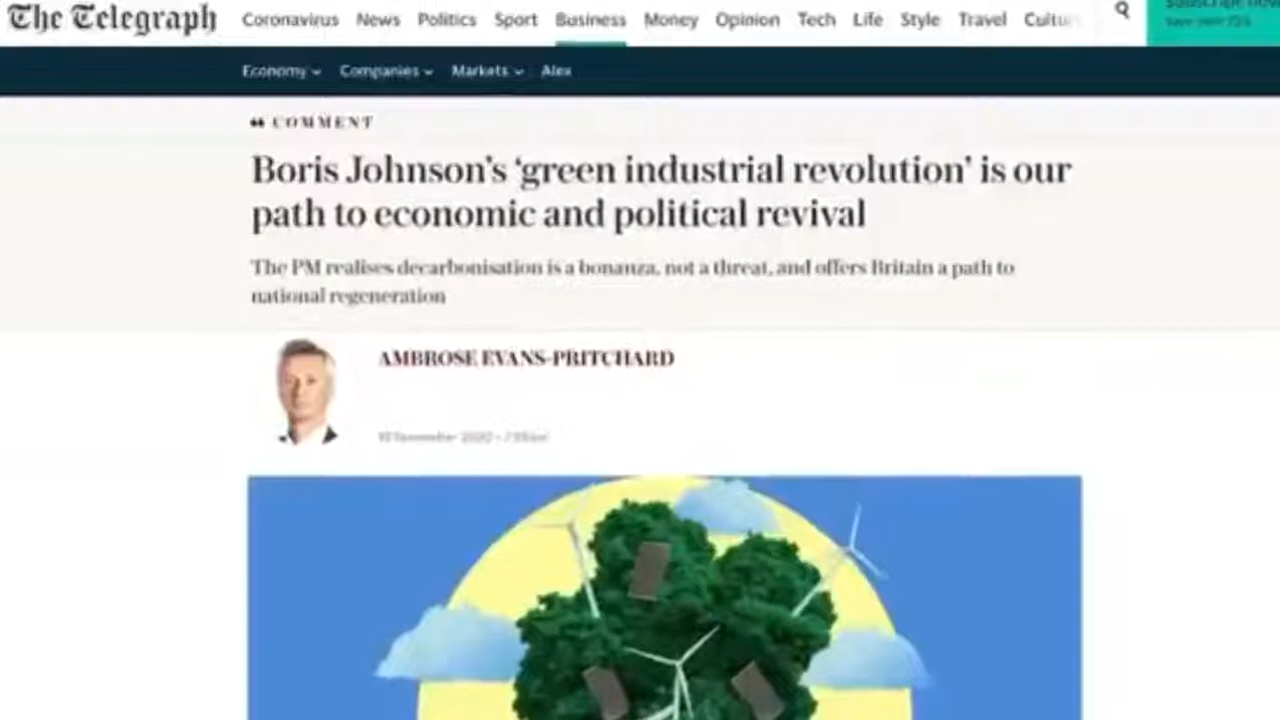 The Telegraph
Coronavirus News Politics Sport Business Money Opinion Tech Life Style Travel
Economy Companies Markets Alex
COMMENT
Boris Johnson's ‘green industrial revolution’ is our
path to economic and political revival
The PM realises decarbonisation is a bonanza, not a threat, and offers Britain a path to
national regeneration
AMBROSE EVANS-PRITCHARD